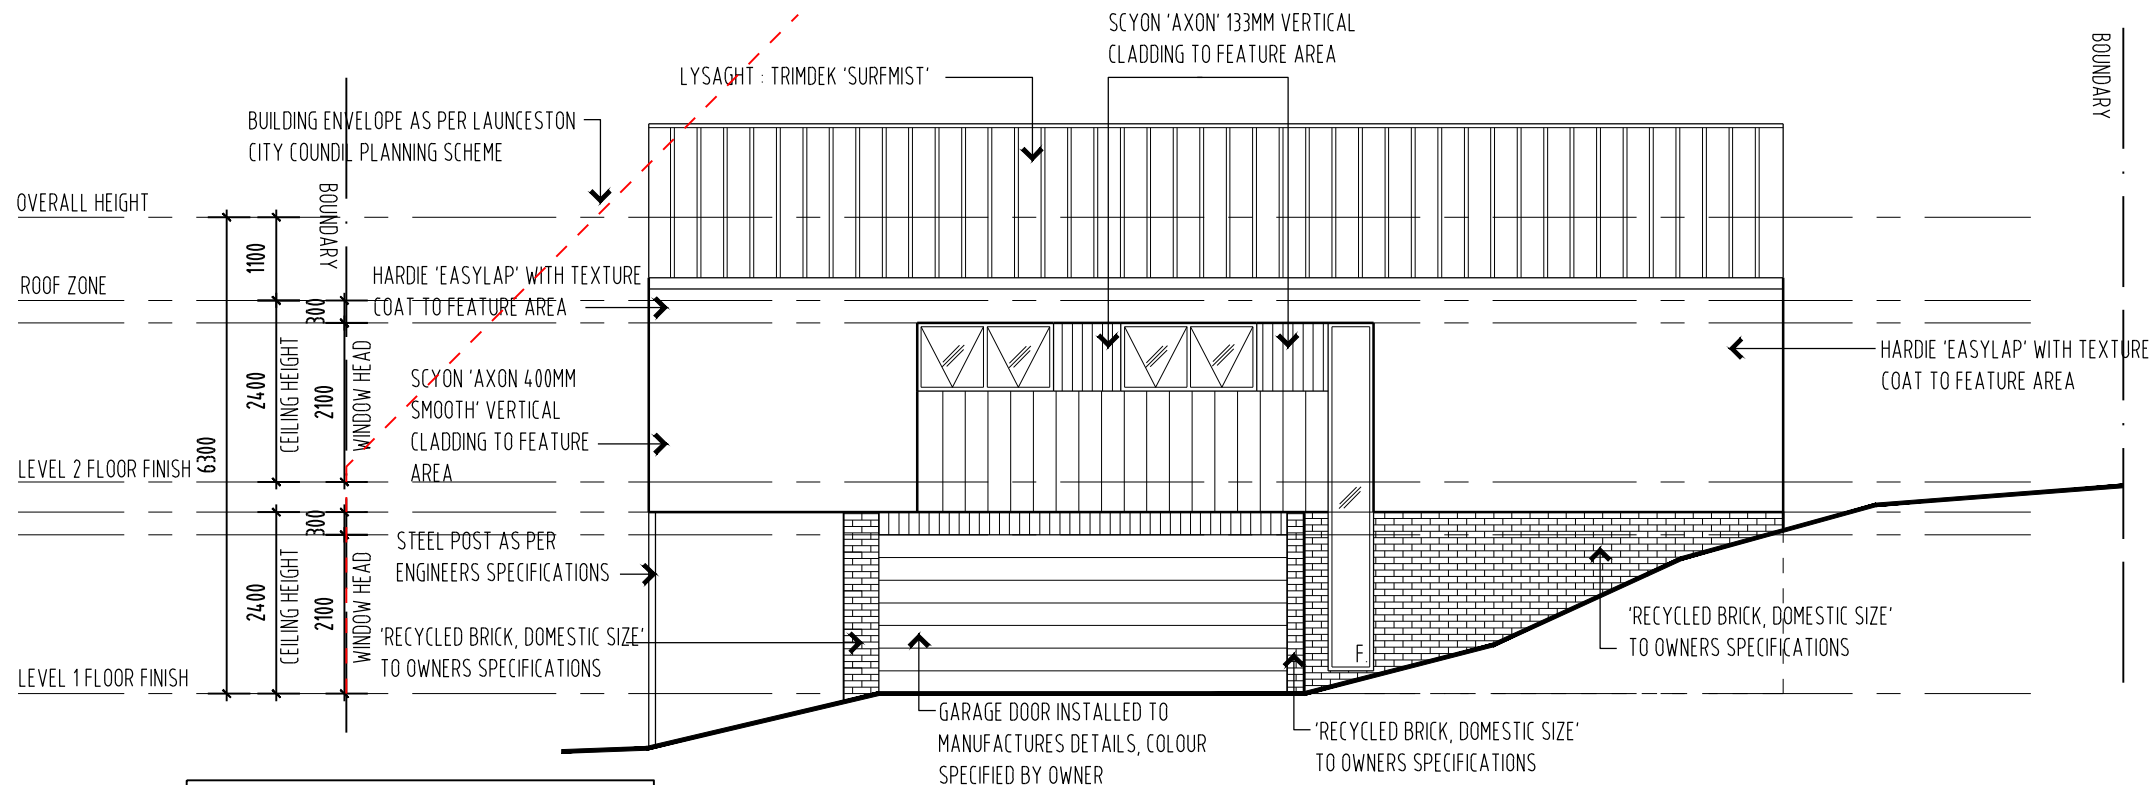 SCYON 'AXON' 133MM VERTICAL
CLADDING TO FEATURE AREA
LYSAGHT : TRIMDEK 'SURFMIST'
BOUNDARY
BUILDING ENVELOPE AS PER LAUNCESTON
CITY COUNDIL PLANNING SCHEME
BOUNDARY
OVERALL HEIGHT
1100
HARDIE 'EASYLAP' WITH TEXTURE
COAT TO FEATURE AREA
ROOF ZONE
300
HARDIE 'EASYLAP' WITH TEXTURE
COAT TO FEATURE AREA
2400
CEILING HEIGHT
2100
WINDOW HEAD
SCYON 'AXON 400MM
SMOOTH' VERTICAL
CLADDING TO FEATURE
AREA
6300
LEVEL 2 FLOOR FINISH
300
STEEL POST AS PER
ENGINEERS SPECIFICATIONS
2400
CEILING HEIGHT
2100
WINDOW HEAD
'RECYCLED BRICK, DOMESTIC SIZE'
TO OWNERS SPECIFICATIONS
F.
'RECYCLED BRICK, DOMESTIC SIZE'
TO OWNERS SPECIFICATIONS
LEVEL 1 FLOOR FINISH
GARAGE DOOR INSTALLED TO
MANUFACTURES DETAILS, COLOUR
SPECIFIED BY OWNER
'RECYCLED BRICK, DOMESTIC SIZE'
TO OWNERS SPECIFICATIONS